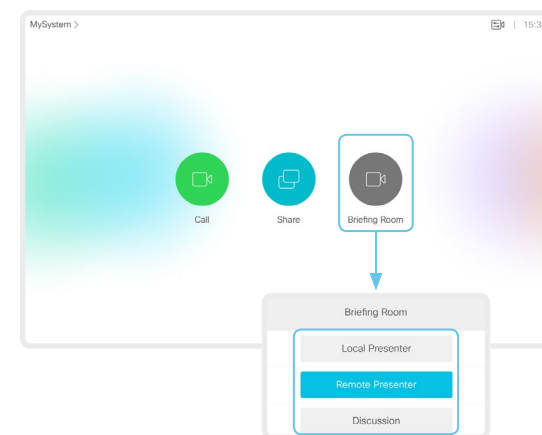 MySystem >
15:3
Call
Share
Briefing Room
Briefing Room
Local Presenter
Remote Presenter
Discussion